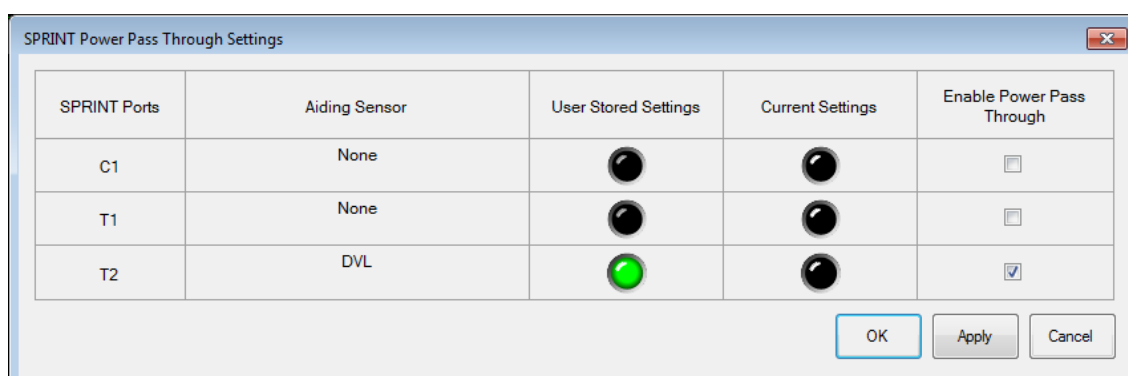 SPRINT Power Pass Through Settings
SPRINT Ports
Aiding Sensor
User Stored Settings
Current Settings
Enable Power Pass
Through
C1
None
T1
None
T2
DVL
OK
Apply
Cancel